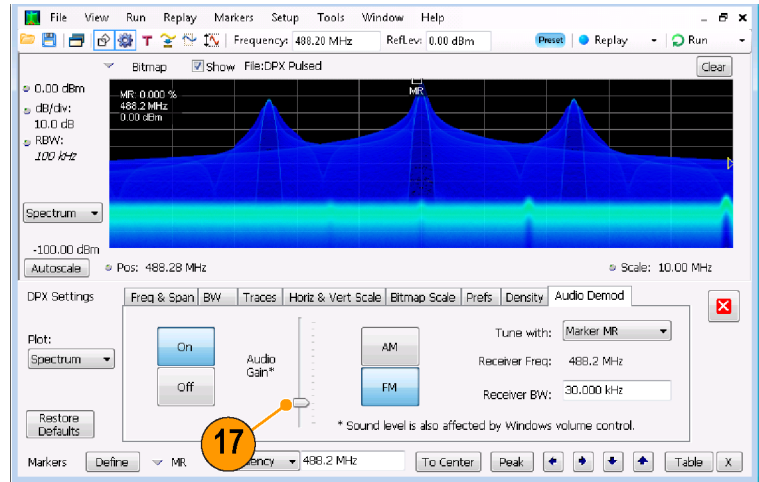 File View Run Replay Markers Setup Tools Window Help
T Frequency: 488.20 MHz RefLev: 0.00 dBm Preset Replay Run
Bitmap Show File:DPX Pulsed Clear
0.00 dBm
dB/div:
10.0 dB
RBW:
100 kHz
MR: 0.000 %
488.2 MHz
0.00 dBm
MR
Spectrum
-100.00 dBm
Autoscale Pos: 488.28 MHz Scale: 10.00 MHz
DPX Settings Freq & Span BW Traces Horiz & Vert Scale Bitmap Scale Prefs Density Audio Demod
Plot:
Spectrum
Restore
Defaults
On
Off
Audio
Gain*
AM
FM
Tune with: Marker MR
Receiver Freq: 488.2 MHz
Receiver BW: 30.000 kHz
* Sound level is also affected by Windows volume control.
17
Markers Define MR 488.2 MHz To Center Peak Table X